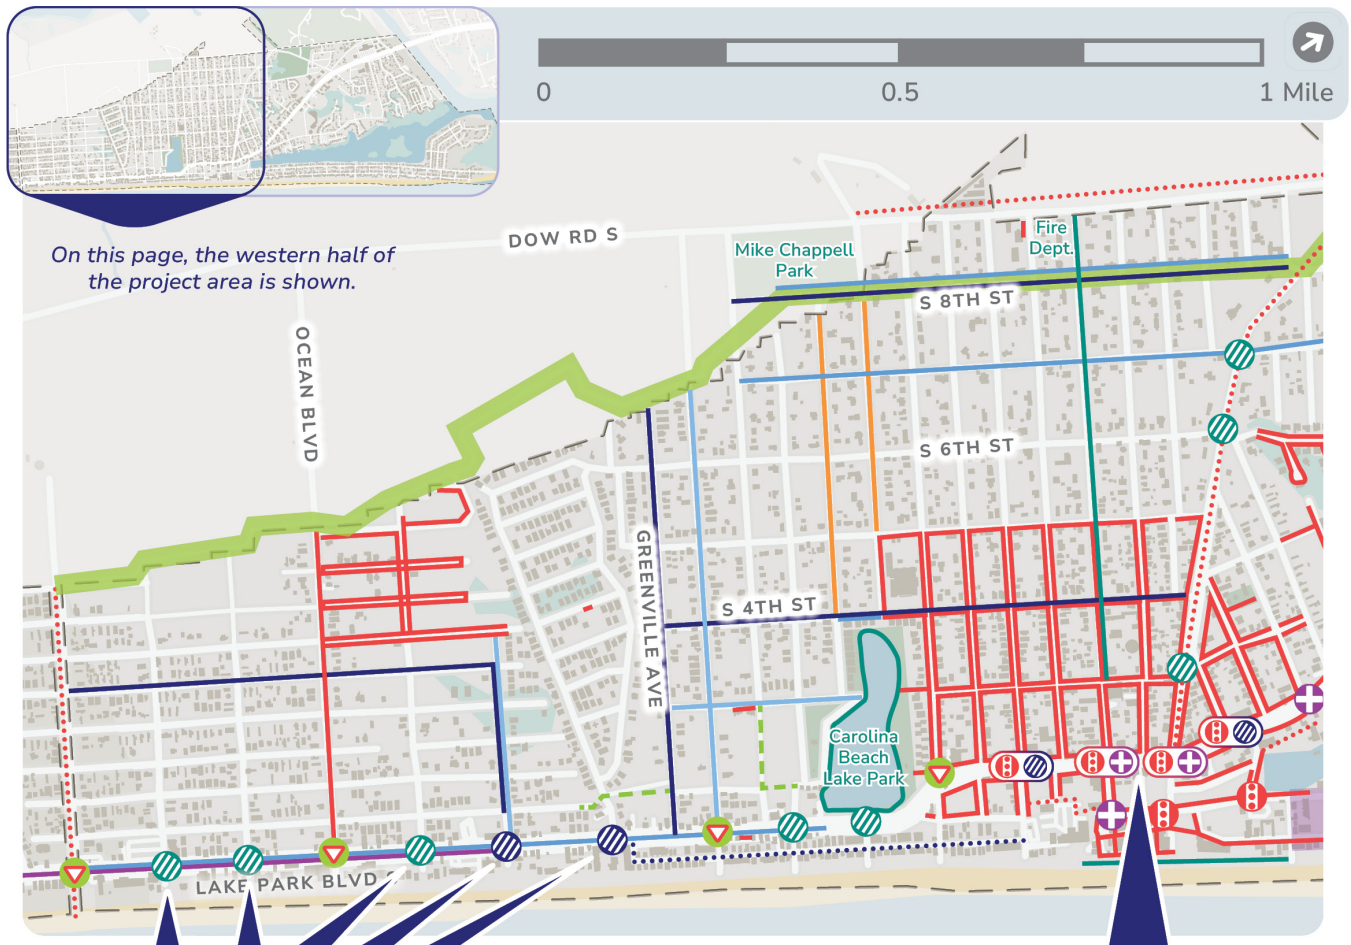 0
0.5
1 Mile
On this page, the western half of
the project area is shown.
DOW RD S
Mike Chappell
Park
Fire
Dept.
S 8TH ST
OCEAN BLVD
S 6TH ST
GREENVILLE AVE
S 4TH ST
Carolina
Beach
Lake Park
LAKE PARK BLVD S